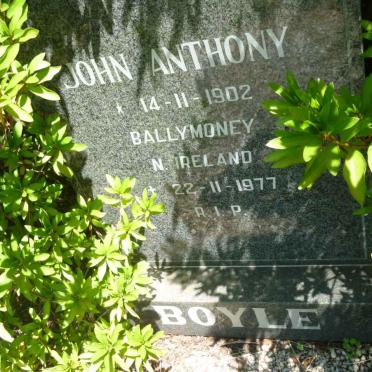 JOHN ANTHONY
* 14-11-1902
BALLYMONEY
N. IRELAND
+ 22-11-1977
R.I.P.
BOYLE